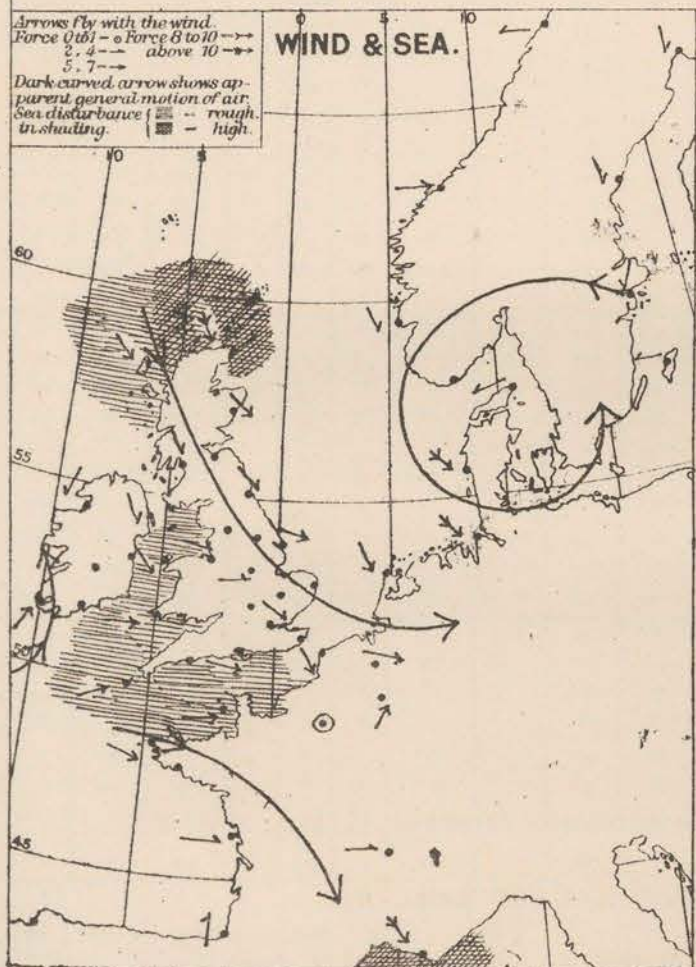 Arrows fly with the wind.
Force 0 to 1 - o Force 8 to 10
2. 4 above 10
5. 7
Dark curved arrow shows ap-
parent general motion of air.
Sea disturbance { -- rough.
in shading. { - high.
WIND & SEA.
10
5
0
5
60
55
50
45